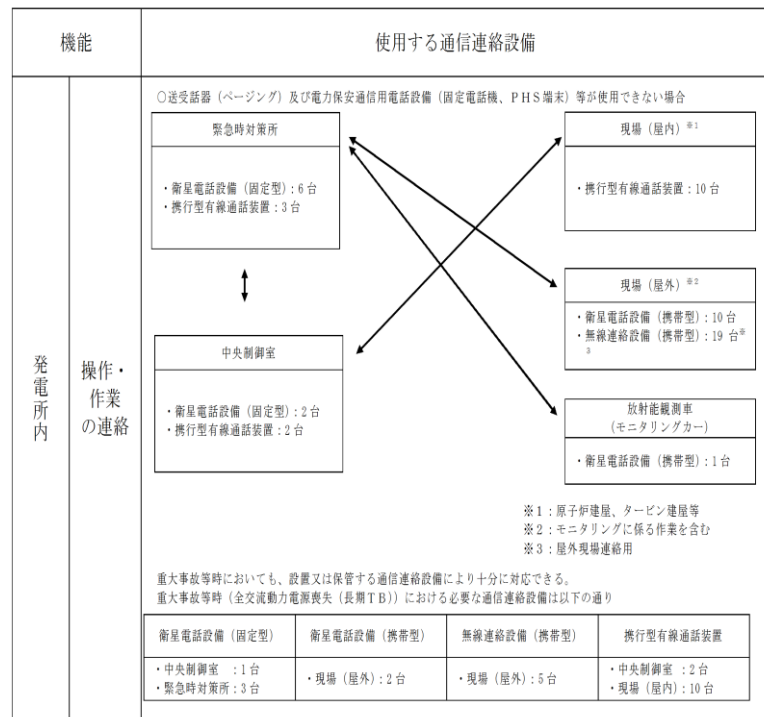 機能
使用する通信連絡設備
発電所内
操作・
作業
の連絡
○送受話器（ページング）及び電力保安通信用電話設備（固定電話機、ＰＨＳ端末）等が使用できない場合
緊急時対策所
・衛星電話設備（固定型）：6台
・携行型有線通話装置：3台
現場（屋内）※1
・携行型有線通話装置：10台
現場（屋外）※2
・衛星電話設備（携帯型）：10台
・無線連絡設備（携帯型）：19 台※
3
中央制御室
・衛星電話設備（固定型）：2台
・携行型有線通話装置：2台
放射能観測車
（モニタリングカー）
・衛星電話設備（携帯型）：1台
※１：原子炉建屋、タービン建屋等
※２：モニタリングに係る作業を含む
※３：屋外現場連絡用
重大事故等時においても、設置又は保管する通信連絡設備により十分に対応できる。
重大事故等時（全交流動力電源喪失（長期ＴＢ））における必要な通信連絡設備は以下の通り
衛星電話設備（固定型）
衛星電話設備（携帯型）
無線連絡設備（携帯型）
携行型有線通話装置
・中央制御室　：1台
・緊急時対策所：3台
・現場（屋外）：2台
・現場（屋外）：5台
・中央制御室　：2台
・現場（屋内）：10台